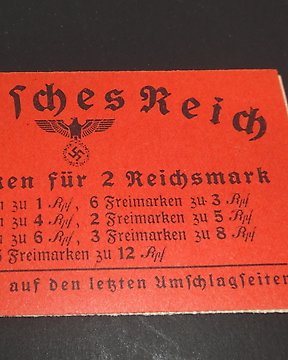 sches Reich
ken für 2 Reichsmark
n zu 1 Rpf, 6 Freimarken zu 3 Rpf
n zu 4 Rpf, 2 Freimarken zu 5 Rpf
n zu 6 Rpf, 3 Freimarken zu 8 Rpf
Freimarken zu 12 Rpf
auf den letzten Umschlagseiten